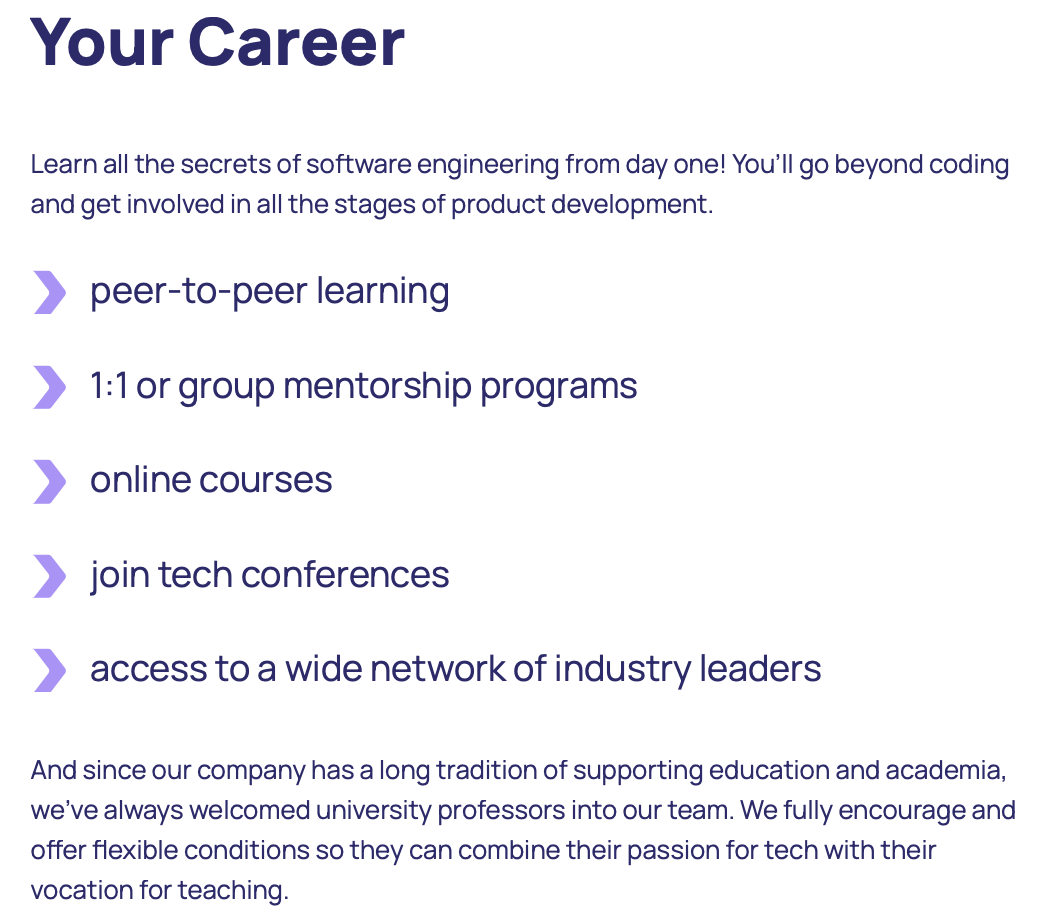 Your Career
Learn all the secrets of software engineering from day one! You’ll go beyond coding
and get involved in all the stages of product development.
peer-to-peer learning
1:1 or group mentorship programs
online courses
join tech conferences
access to a wide network of industry leaders
And since our company has a long tradition of supporting education and academia,
we’ve always welcomed university professors into our team. We fully encourage and
offer flexible conditions so they can combine their passion for tech with their
vocation for teaching.